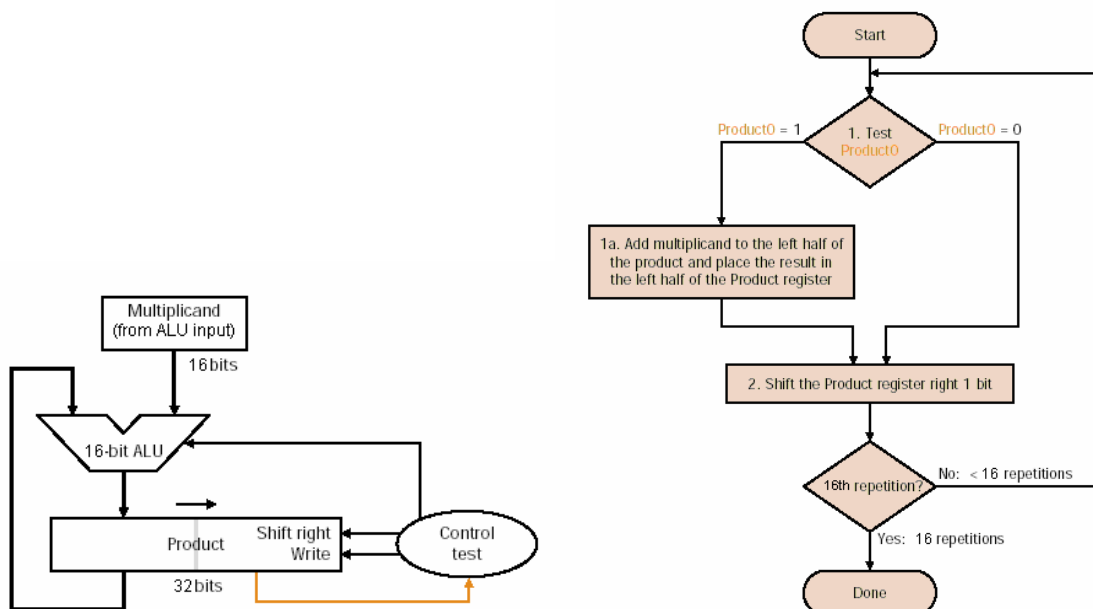 Multiplicand
(from ALU input)
16bits
16-bit ALU
Product
Shift right
Write
32bits
Control
test
Start
Product0 = 1
1. Test
Product0
Product0 = 0
1a. Add multiplicand to the left half of
the product and place the result in
the left half of the Product register
2. Shift the Product register right 1 bit
16th repetition?
No: < 16 repetitions
Yes: 16 repetitions
Done